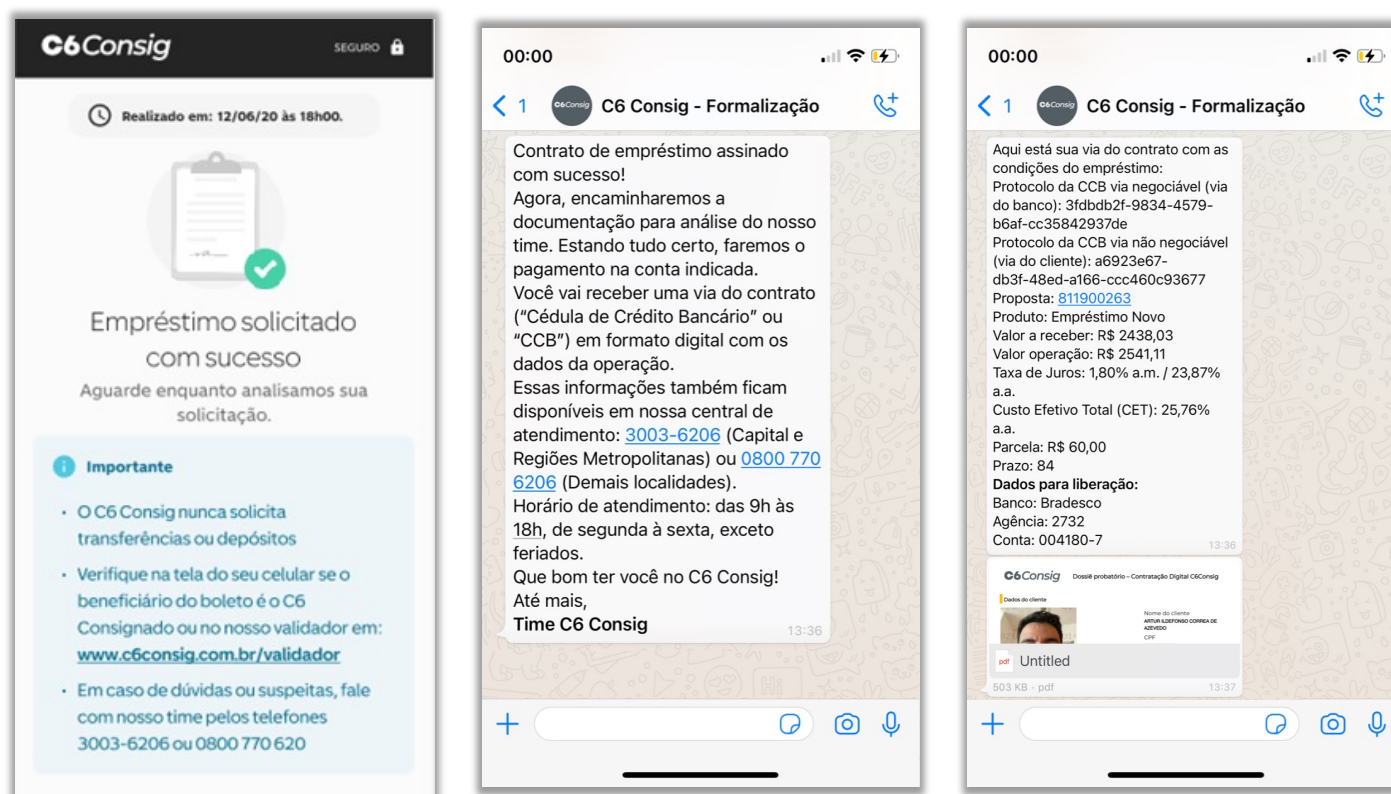 C6Consig
SEGURO
Realizado em: 12/06/20 às 18h00.
Empréstimo solicitado
com sucesso
Aguarde enquanto analisamos sua
solicitação.
Importante
• O C6 Consig nunca solicita
transferências ou depósitos
• Verifique na tela do seu celular se o
beneficiário do boleto é o C6
Consignado ou no nosso validador em:
www.c6consig.com.br/validador
• Em caso de dúvidas ou suspeitas, fale
com nosso time pelos telefones
3003-6206 ou 0800 770 620
00:00
1
C6Consig
C6 Consig - Formalização
Contrato de empréstimo assinado
com sucesso!
Agora, encaminharemos a
documentação para análise do nosso
time. Estando tudo certo, faremos o
pagamento na conta indicada.
Você vai receber uma via do contrato
(“Cédula de Crédito Bancário” ou
“CCB”) em formato digital com os
dados da operação.
Essas informações também ficam
disponíveis em nossa central de
atendimento: 3003-6206 (Capital e
Regiões Metropolitanas) ou 0800 770
6206 (Demais localidades).
Horário de atendimento: das 9h às
18h, de segunda à sexta, exceto
feriados.
Que bom ter você no C6 Consig!
Até mais,
Time C6 Consig
13:36
00:00
1
C6Consig
C6 Consig - Formalização
Aqui está sua via do contrato com as
condições do empréstimo:
Protocolo da CCB via negociável (via
do banco): 3fdbdb2f-9834-4579-
b6af-cc35842937de
Protocolo da CCB via não negociável
(via do cliente): a6923e67-
db3f-48ed-a166-ccc460c93677
Proposta: 811900263
Produto: Empréstimo Novo
Valor a receber: R$ 2438,03
Valor operação: R$ 2541,11
Taxa de Juros: 1,80% a.m. / 23,87%
a.a.
Custo Efetivo Total (CET): 25,76%
a.a.
Parcela: R$ 60,00
Prazo: 84
Dados para liberação:
Banco: Bradesco
Agência: 2732
Conta: 004180-7
13:36
C6Consig Dossiê probatório – Contratação Digital C6Consig
Dados do cliente
Nome do cliente
ARTUR ILDEFONSO CORREA DE
AZEVEDO
CPF
pdf Untitled
503 KB · pdf
13:37